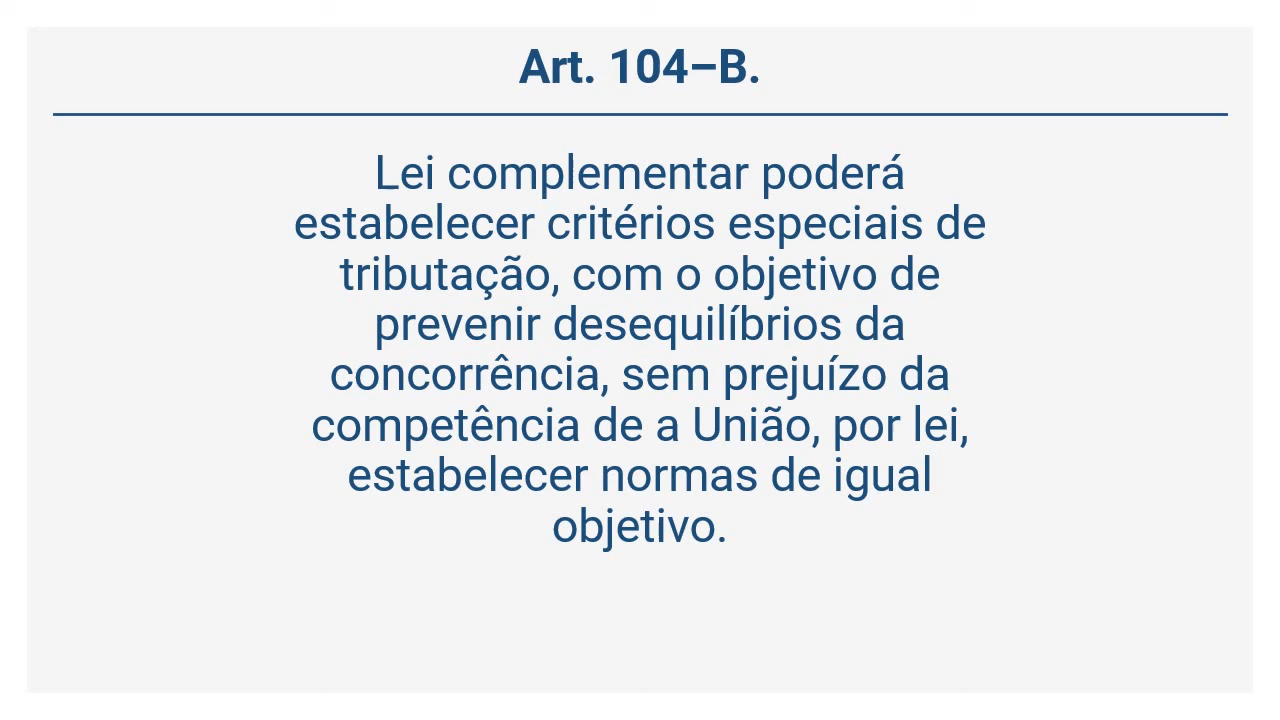 Art. 104–B.
Lei complementar poderá
estabelecer critérios especiais de
tributação, com o objetivo de
prevenir desequilíbrios da
concorrência, sem prejuízo da
competência de a União, por lei,
estabelecer normas de igual
objetivo.